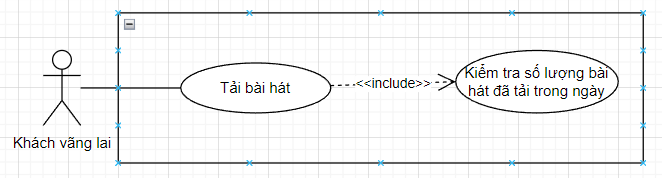 Tải bài hát
<<include>>
Kiểm tra số lượng bài
hát đã tải trong ngày
Khách vãng lai